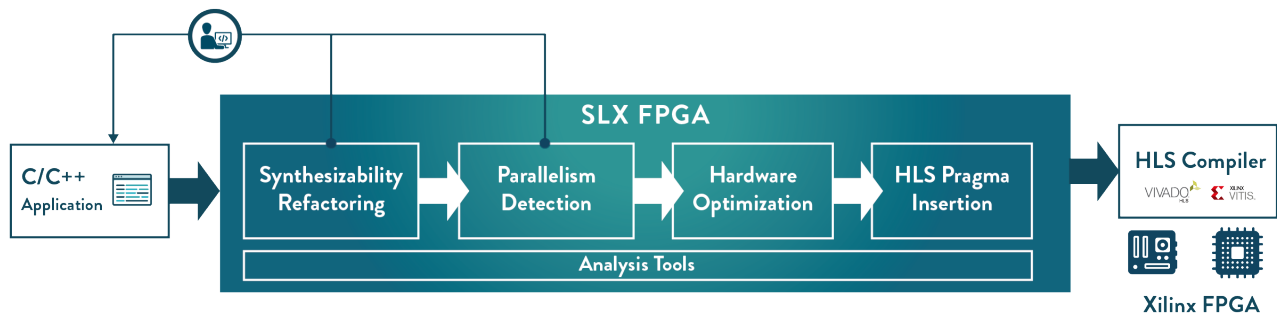 SLX FPGA
C/C++
Application
Synthesizability
Refactoring
Parallelism
Detection
Hardware
Optimization
HLS Pragma
Insertion
Analysis Tools
HLS Compiler
VIVADO
HLS
XILINX
VITIS.
Xilinx FPGA